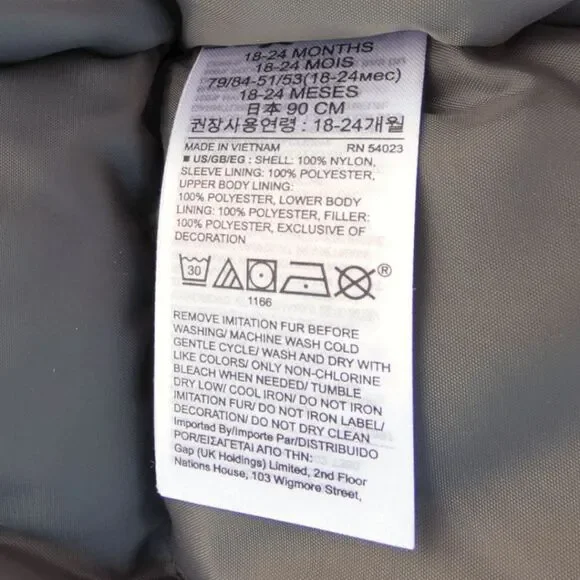 18-24 MONTHS
18-24 MOIS
79/84-51/53(18-24мес)
18-24 MESES
日本 90 CM
권장사용연령 : 18-24개월
MADE IN VIETNAM RN 54023
■ US/GB/EG : SHELL: 100% NYLON,
SLEEVE LINING: 100% POLYESTER,
UPPER BODY LINING:
100% POLYESTER, LOWER BODY
LINING: 100% POLYESTER, FILLER:
100% POLYESTER, EXCLUSIVE OF
DECORATION
30 ®
1166
REMOVE IMITATION FUR BEFORE
WASHING/ MACHINE WASH COLD
GENTLE CYCLE/ WASH AND DRY WITH
LIKE COLORS/ ONLY NON-CHLORINE
BLEACH WHEN NEEDED/ TUMBLE
DRY LOW/ COOL IRON/ DO NOT IRON
IMITATION FUR/ DO NOT IRON LABEL/
DECORATION/ DO NOT DRY CLEAN
Imported By/Importe Par/DISTRIBUIDO
POR/ΕΙΣΑΓΕΤΑΙ ΑΠΟ ΤΗΝ:
Gap (UK Holdings) Limited, 2nd Floor
Nations House, 103 Wigmore Street,